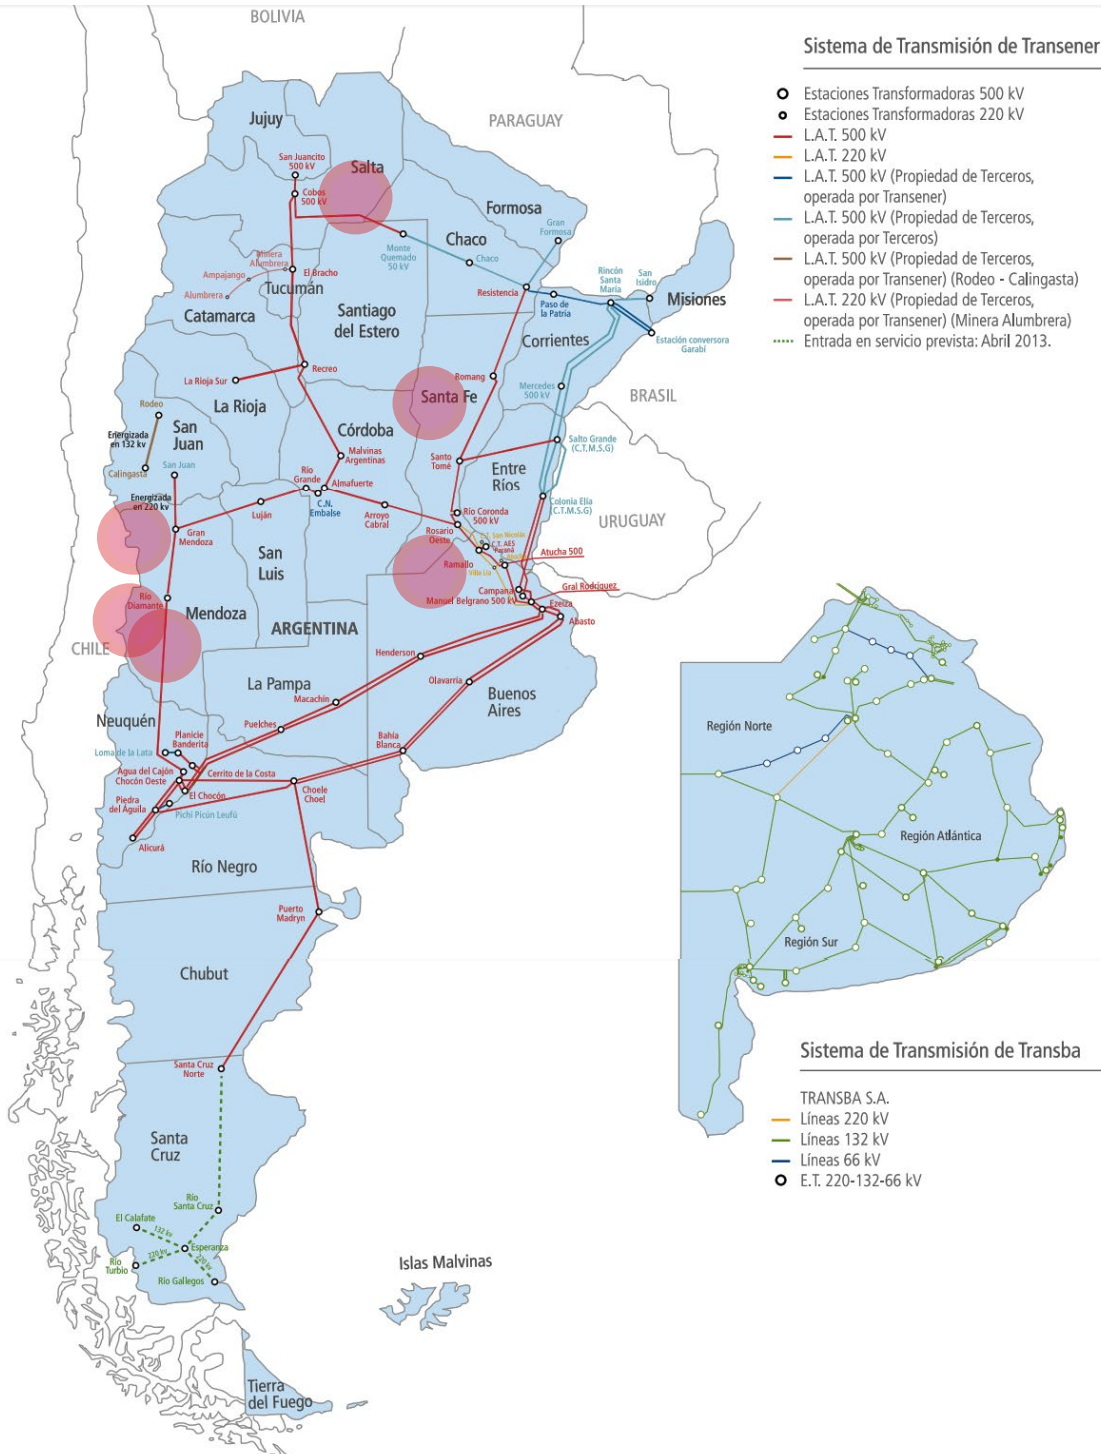 BOLIVIA
Sistema de Transmisión de Transener
Estaciones Transformadoras 500 kV
Estaciones Transformadoras 220 kV
L.A.T. 500 kV
L.A.T. 220 kV
L.A.T. 500 kV (Propiedad de Terceros,
operada por Transener)
L.A.T. 500 kV (Propiedad de Terceros,
operada por Terceros)
L.A.T. 500 kV (Propiedad de Terceros,
operada por Transener) (Rodeo - Calingasta)
L.A.T. 220 kV (Propiedad de Terceros,
operada por Transener) (Minera Alumbrera)
Entrada en servicio prevista: Abril 2013.
PARAGUAY
Jujuy
San Juancito
500 kV
Salta
Cobos
500 kV
Formosa
Gran
Formosa
Chaco
Monte
Quemado
50 kV
Chaco
Minera
Alumbrera
El Bracho
Ampajango
Alumbrera
Tucumán
Catamarca
Resistencia
Paso de
la Patria
Rincón
Santa
María
San
Isidro
Misiones
Santiago
del Estero
Corrientes
Estación conversora
Garabí
Recreo
La Rioja Sur
La Rioja
Romang
Mercedes
500 kV
BRASIL
Santa Fe
Rodeo
San
Juan
Energizada
en 132 kv
Calingasta
San Juan
Córdoba
Malvinas
Argentinas
Salto Grande
(C.T.M.S.G)
Santo
Tomé
Entre
Ríos
Río
Grande
Almafuerte
C.N.
Embalse
Energizada
en 220 kv
Luján
Arroyo
Cabral
Colonia Elía
(C.T.M.S.G)
Río Coronda
500 kV
URUGUAY
Rosario
Oeste
Gran
Mendoza
San
Luis
C.T. San Nicolás
C.T. AES
Paraná
Atucha 500
Ramallo
Villa Lía
Gral Rodríguez
Campana
Manuel Belgrano 500 kV
Ezeiza
Abasto
Río
Diamante
Mendoza
ARGENTINA
CHILE
Henderson
La Pampa
Macachín
Olavarría
Buenos
Aires
Neuquén
Puelches
Planicie
Banderita
Loma de la Lata
Bahía
Blanca
Agua del Cajón
Chocón Oeste
Cerrito de la Costa
El Chocón
Choele
Choel
Piedra
del Águila
Pichi Picún Leufú
Alicurá
Río Negro
Puerto
Madryn
Chubut
Santa Cruz
Norte
Santa
Cruz
Río
Santa Cruz
El Calafate
132 kv
Esperanza
220 kv
220 kv
Río
Turbio
Río Gallegos
Islas Malvinas
Tierra
del Fuego
Región Norte
Región Atlántica
Región Sur
Sistema de Transmisión de Transba
TRANSBA S.A.
Líneas 220 kV
Líneas 132 kV
Líneas 66 kV
E.T. 220-132-66 kV